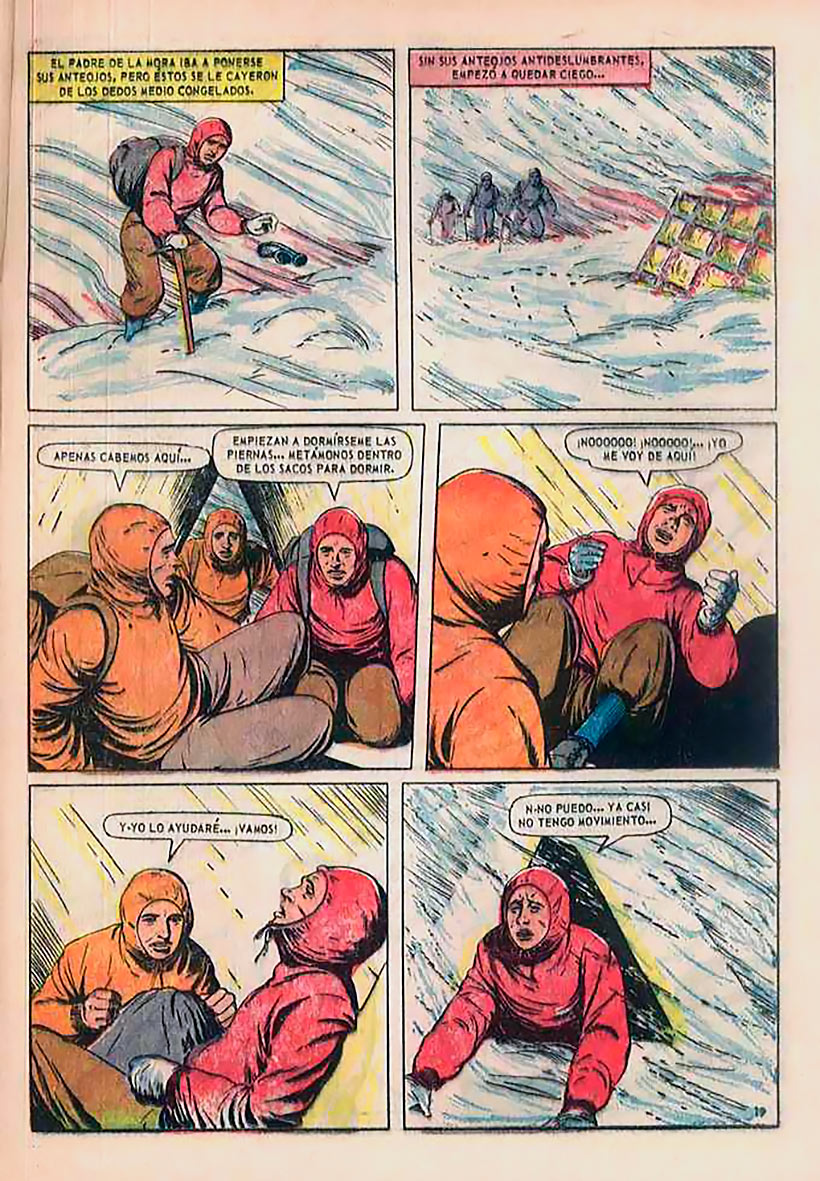 EL PADRE DE LA MORA IBA A PONERSE
SUS ANTEOJOS, PERO ÉSTOS SE LE CAYERON
DE LOS DEDOS MEDIO CONGELADOS.
SIN SUS ANTEOJOS ANTIDESLUMBRANTES,
EMPEZÓ A QUEDAR CIEGO...
APENAS CABEMOS AQUÍ...
EMPIEZAN A DORMÍRSEME LAS
PIERNAS... METÁMONOS DENTRO
DE LOS SACOS PARA DORMIR.
¡NOOOOOO! ¡NOOOOO!... ¡YO
ME VOY DE AQUÍ!
Y-YO LO AYUDARÉ... ¡VAMOS!
N-NO PUEDO... YA CASI
NO TENGO MOVIMIENTO...
19